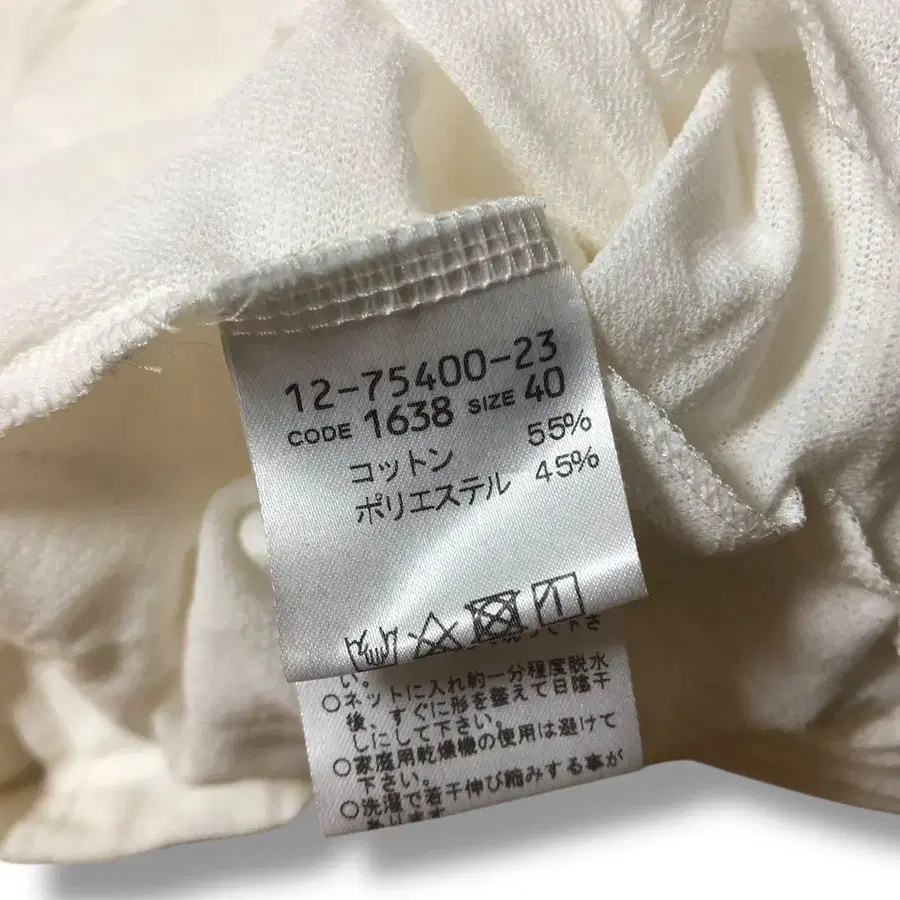 12-75400-23
CODE 1638 SIZE 40
コットン 55%
ポリエステル 45%
い。
○ネットに入れ約一分程度脱水
後、すぐに形を整えて日陰干
しにして下さい。
○家庭用乾燥機の使用は避けて
下さい。
○洗濯で若干伸び縮みする事が
あります